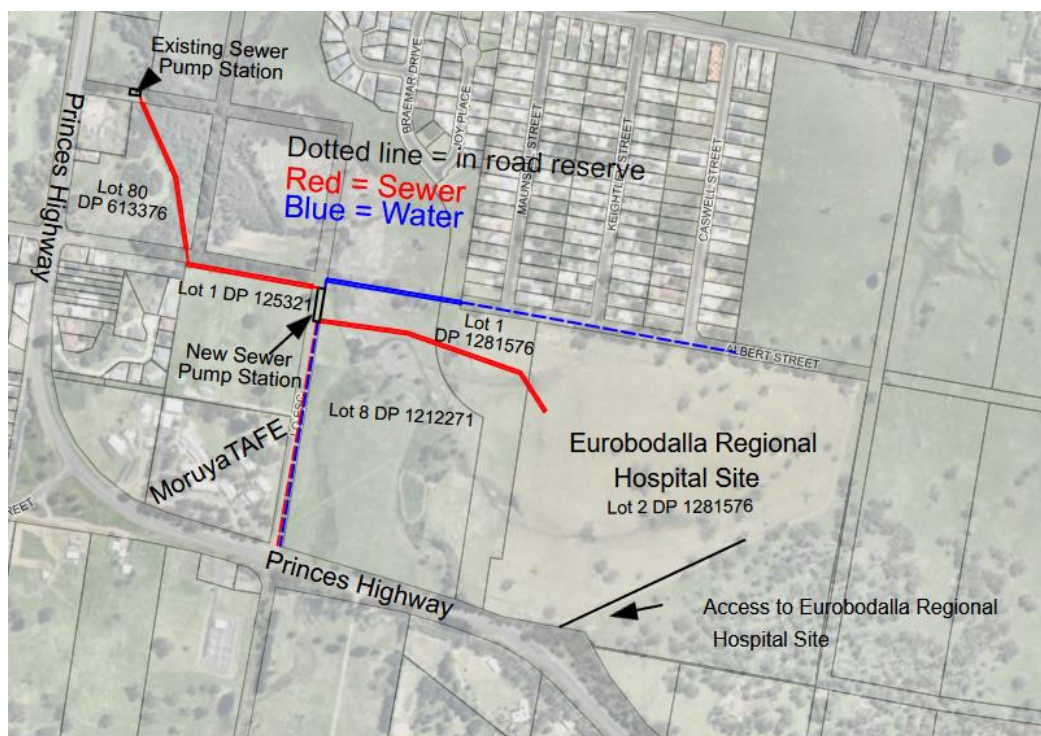 Existing Sewer
Pump Station
Princes Highway
BRAEMAR DRIVE
JOY PLACE
MAUNSELL STREET
KEIGHTLEY STREET
CASWELL STREET
Dotted line = in road reserve
Red = Sewer
Blue = Water
Lot 80
DP 613376
Lot 1 DP 125321
Lot 1
DP 1281576
ALBERT STREET
New Sewer
Pump Station
Lot 8 DP 1212271
MoruyaTAFE
Eurobodalla Regional
Hospital Site
Lot 2 DP 1281576
REET
Princes Highway
Access to Eurobodalla Regional
Hospital Site